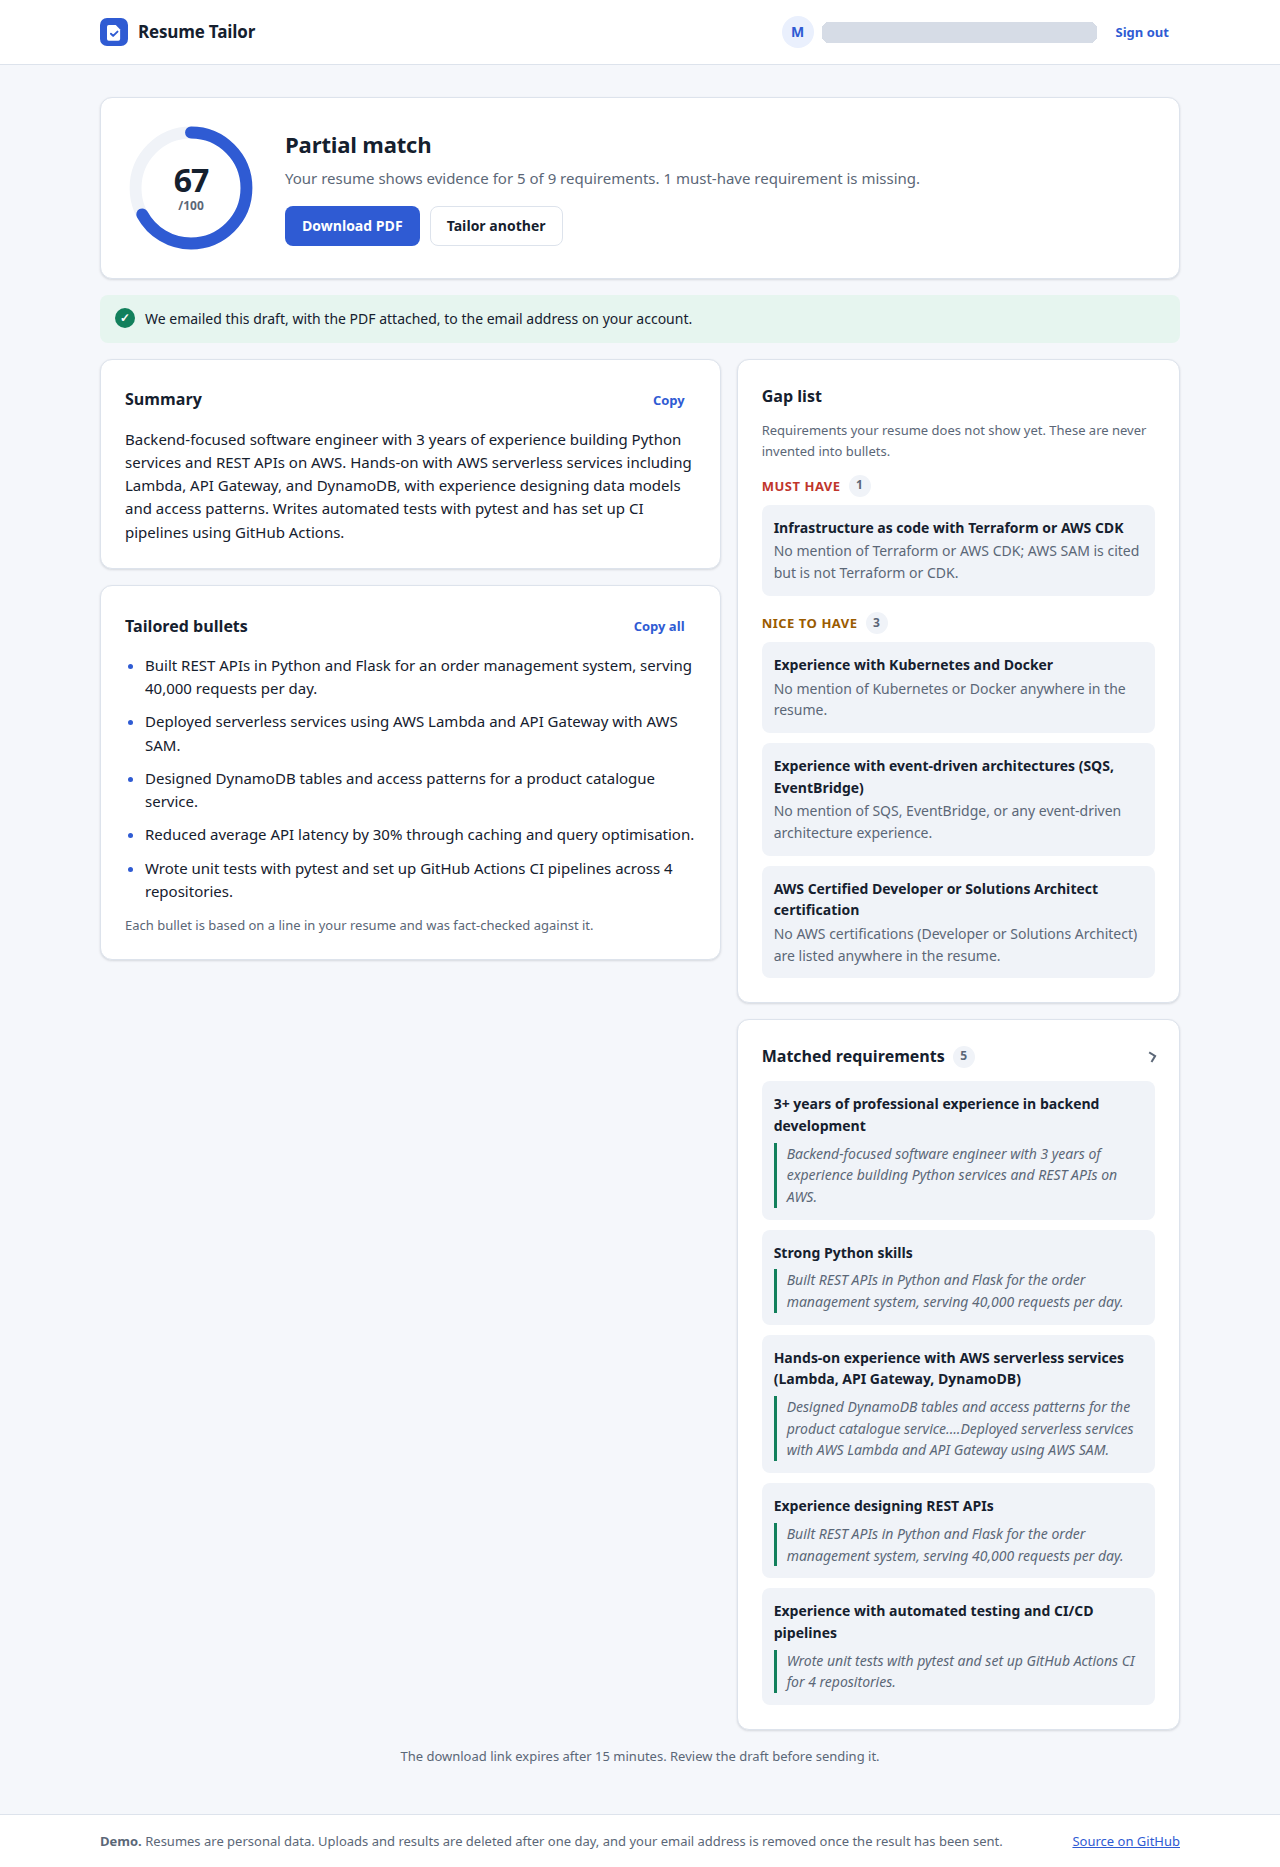 Resume Tailor
M
Sign out
67
/100
Partial match
Your resume shows evidence for 5 of 9 requirements. 1 must-have requirement is missing.
Download PDF
Tailor another
We emailed this draft, with the PDF attached, to the email address on your account.
Summary
Copy
Backend-focused software engineer with 3 years of experience building Python
services and REST APIs on AWS. Hands-on with AWS serverless services including
Lambda, API Gateway, and DynamoDB, with experience designing data models
and access patterns. Writes automated tests with pytest and has set up CI
pipelines using GitHub Actions.
Tailored bullets
Copy all
Built REST APIs in Python and Flask for an order management system, serving
40,000 requests per day.
Deployed serverless services using AWS Lambda and API Gateway with AWS
SAM.
Designed DynamoDB tables and access patterns for a product catalogue
service.
Reduced average API latency by 30% through caching and query optimisation.
Wrote unit tests with pytest and set up GitHub Actions CI pipelines across 4
repositories.
Each bullet is based on a line in your resume and was fact-checked against it.
Gap list
Requirements your resume does not show yet. These are never
invented into bullets.
MUST HAVE 1
Infrastructure as code with Terraform or AWS CDK
No mention of Terraform or AWS CDK; AWS SAM is cited
but is not Terraform or CDK.
NICE TO HAVE 3
Experience with Kubernetes and Docker
No mention of Kubernetes or Docker anywhere in the
resume.
Experience with event-driven architectures (SQS,
EventBridge)
No mention of SQS, EventBridge, or any event-driven
architecture experience.
AWS Certified Developer or Solutions Architect
certification
No AWS certifications (Developer or Solutions Architect)
are listed anywhere in the resume.
Matched requirements 5
3+ years of professional experience in backend
development
Backend-focused software engineer with 3 years of
experience building Python services and REST APIs on
AWS.
Strong Python skills
Built REST APIs in Python and Flask for the order
management system, serving 40,000 requests per day.
Hands-on experience with AWS serverless services
(Lambda, API Gateway, DynamoDB)
Designed DynamoDB tables and access patterns for the
product catalogue service....Deployed serverless services
with AWS Lambda and API Gateway using AWS SAM.
Experience designing REST APIs
Built REST APIs in Python and Flask for the order
management system, serving 40,000 requests per day.
Experience with automated testing and CI/CD
pipelines
Wrote unit tests with pytest and set up GitHub Actions CI
for 4 repositories.
The download link expires after 15 minutes. Review the draft before sending it.
Demo. Resumes are personal data. Uploads and results are deleted after one day, and your email address is removed once the result has been sent.
Source on GitHub